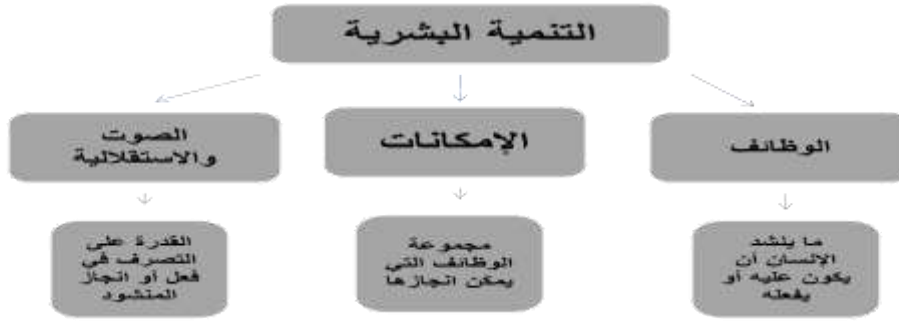 التنمية البشرية
الوظائف
الإمكانات
الصوت
والاستقلالية
ما ينشد
الإنسان أن
يكون عليه أو
يفعله
مجموعة
الوظائف التي
يمكن انجازها
القدرة على
التصرف في
فعل أو انجاز
المنشود